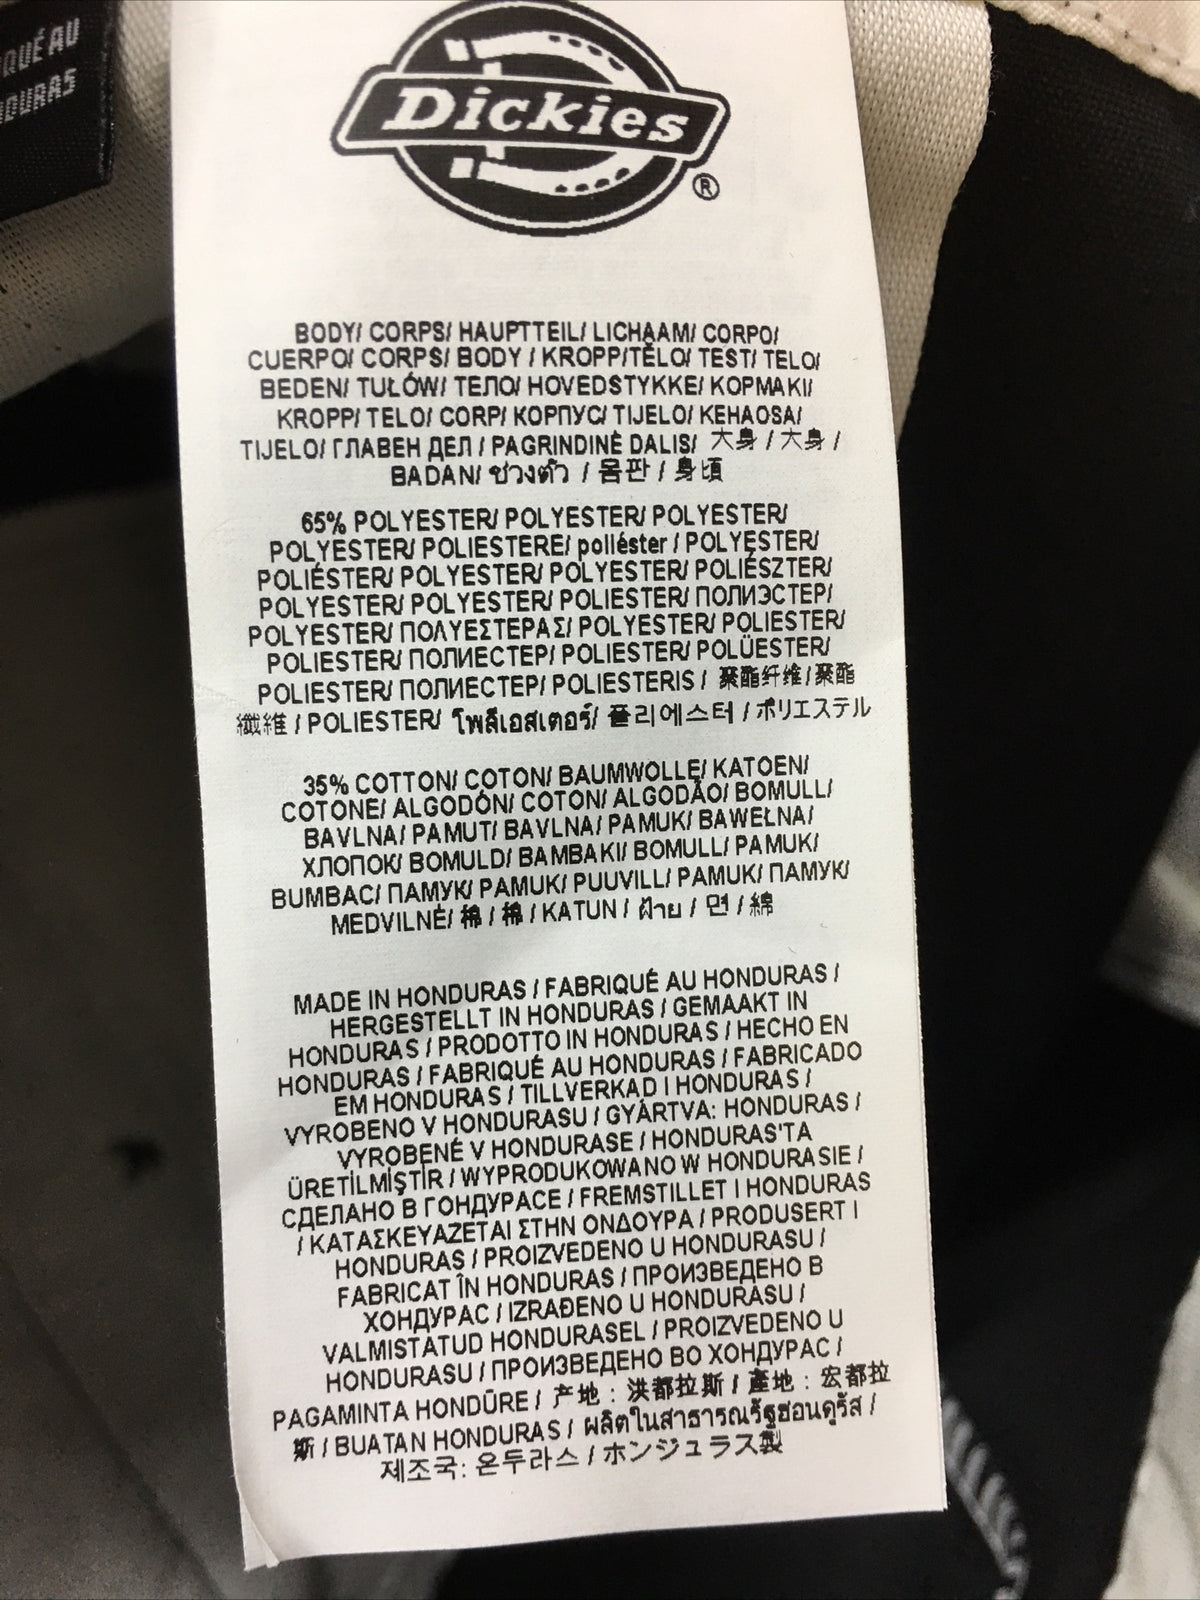 QUÉ AU
DURAS
Dickies
®
BODY/ CORPS/ HAUPTTEIL/ LICHAAM/ CORPO/
CUERPO/ CORPS/ BODY / KROPP/TĚLO/ TEST/ TELO/
BEDEN/ TUŁÓW/ ТЕЛО/ HOVEDSTYKKE/ KOPMAKI/
KROPP/ TELO/ CORP/ КОРПУС/ TIJELO/ KEHAOSA/
TIJELO/ ГЛАВЕН ДЕЛ / PAGRINDINĖ DALIS/ 大身 / 大身 /
BADAN/ ช่วงตัว / 몸판 / 身頃
65% POLYESTER/ POLYESTER/ POLYESTER/
POLYESTER/ POLIESTERE/ poliéster / POLYESTER/
POLIÉSTER/ POLYESTER/ POLYESTER/ POLIÉSZTER/
POLYESTER/ POLYESTER/ POLIESTER/ ПОЛИЭСТЕР/
POLYESTER/ ΠΟΛΥΕΣΤΕΡΑΣ/ POLYESTER/ POLIESTER/
POLIESTER/ ПОЛИЕСТЕР/ POLIESTER/ POLÜESTER/
POLIESTER/ ПОЛИЕСТЕР/ POLIESTERIS / 聚酯纤维/聚酯
纖維 / POLIESTER/ โพลีเอสเตอร์/ 폴리에스터 / ポリエステル
35% COTTON/ COTON/ BAUMWOLLE/ KATOEN/
COTONE/ ALGODÓN/ COTON/ ALGODÃO/ BOMULL/
BAVLNA/ PAMUT/ BAVLNA/ PAMUK/ BAWEŁNA/
ХЛОПОК/ BOMULD/ BAMBAKI/ BOMULL/ PAMUK/
BUMBAC/ ПАМУК/ PAMUK/ PUUVILL/ PAMUK/ ПАМУК/
MEDVILNĖ/ 棉 / 棉 / KATUN / ฝ้าย / 면 / 綿
MADE IN HONDURAS / FABRIQUÉ AU HONDURAS /
HERGESTELLT IN HONDURAS / GEMAAKT IN
HONDURAS / PRODOTTO IN HONDURAS / HECHO EN
HONDURAS / FABRIQUÉ AU HONDURAS / FABRICADO
EM HONDURAS / TILLVERKAD I HONDURAS /
VYROBENO V HONDURASU / GYÁRTVA: HONDURAS /
VYROBENÉ V HONDURASE / HONDURAS'TA
ÜRETİLMİŞTİR / WYPRODUKOWANO W HONDURASIE /
СДЕЛАНО В ГОНДУРАСЕ / FREMSTILLET I HONDURAS
/ ΚΑΤΑΣΚΕΥΑΖΕΤΑΙ ΣΤΗΝ ΟΝΔΟΥΡΑ / PRODUSERT I
HONDURAS / PROIZVEDENO U HONDURASU /
FABRICAT ÎN HONDURAS / ПРОИЗВЕДЕНО В
ХОНДУРАС / IZRAĐENO U HONDURASU /
VALMISTATUD HONDURASEL / PROIZVEDENO U
HONDURASU / ПРОИЗВЕДЕНО ВО ХОНДУРАС /
PAGAMINTA HONDŪRE / 产地 : 洪都拉斯 / 產地 : 宏都拉
斯 / BUATAN HONDURAS / ผลิตในสาธารณรัฐฮอนดูรัส /
제조국: 온두라스 / ホンジュラス製